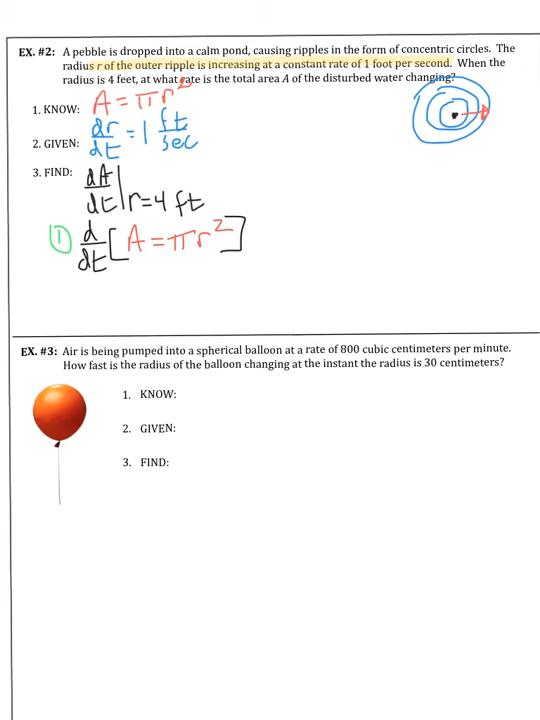 EX. #2: A pebble is dropped into a calm pond, causing ripples in the form of concentric circles. The
radius r of the outer ripple is increasing at a constant rate of 1 foot per second. When the
radius is 4 feet, at what rate is the total area A of the disturbed water changing?
1. KNOW: A = πr²
2. GIVEN: dr/dt = 1 ft/sec
3. FIND: dA/dt | r = 4 ft
① d/dt [A = πr²]
EX. #3: Air is being pumped into a spherical balloon at a rate of 800 cubic centimeters per minute.
How fast is the radius of the balloon changing at the instant the radius is 30 centimeters?
1. KNOW:
2. GIVEN:
3. FIND: